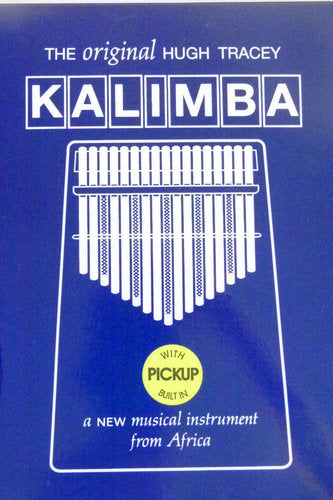 THE original HUGH TRACEY
KALIMBA
WITH
PICKUP
BUILT IN
a NEW musical instrument
from Africa